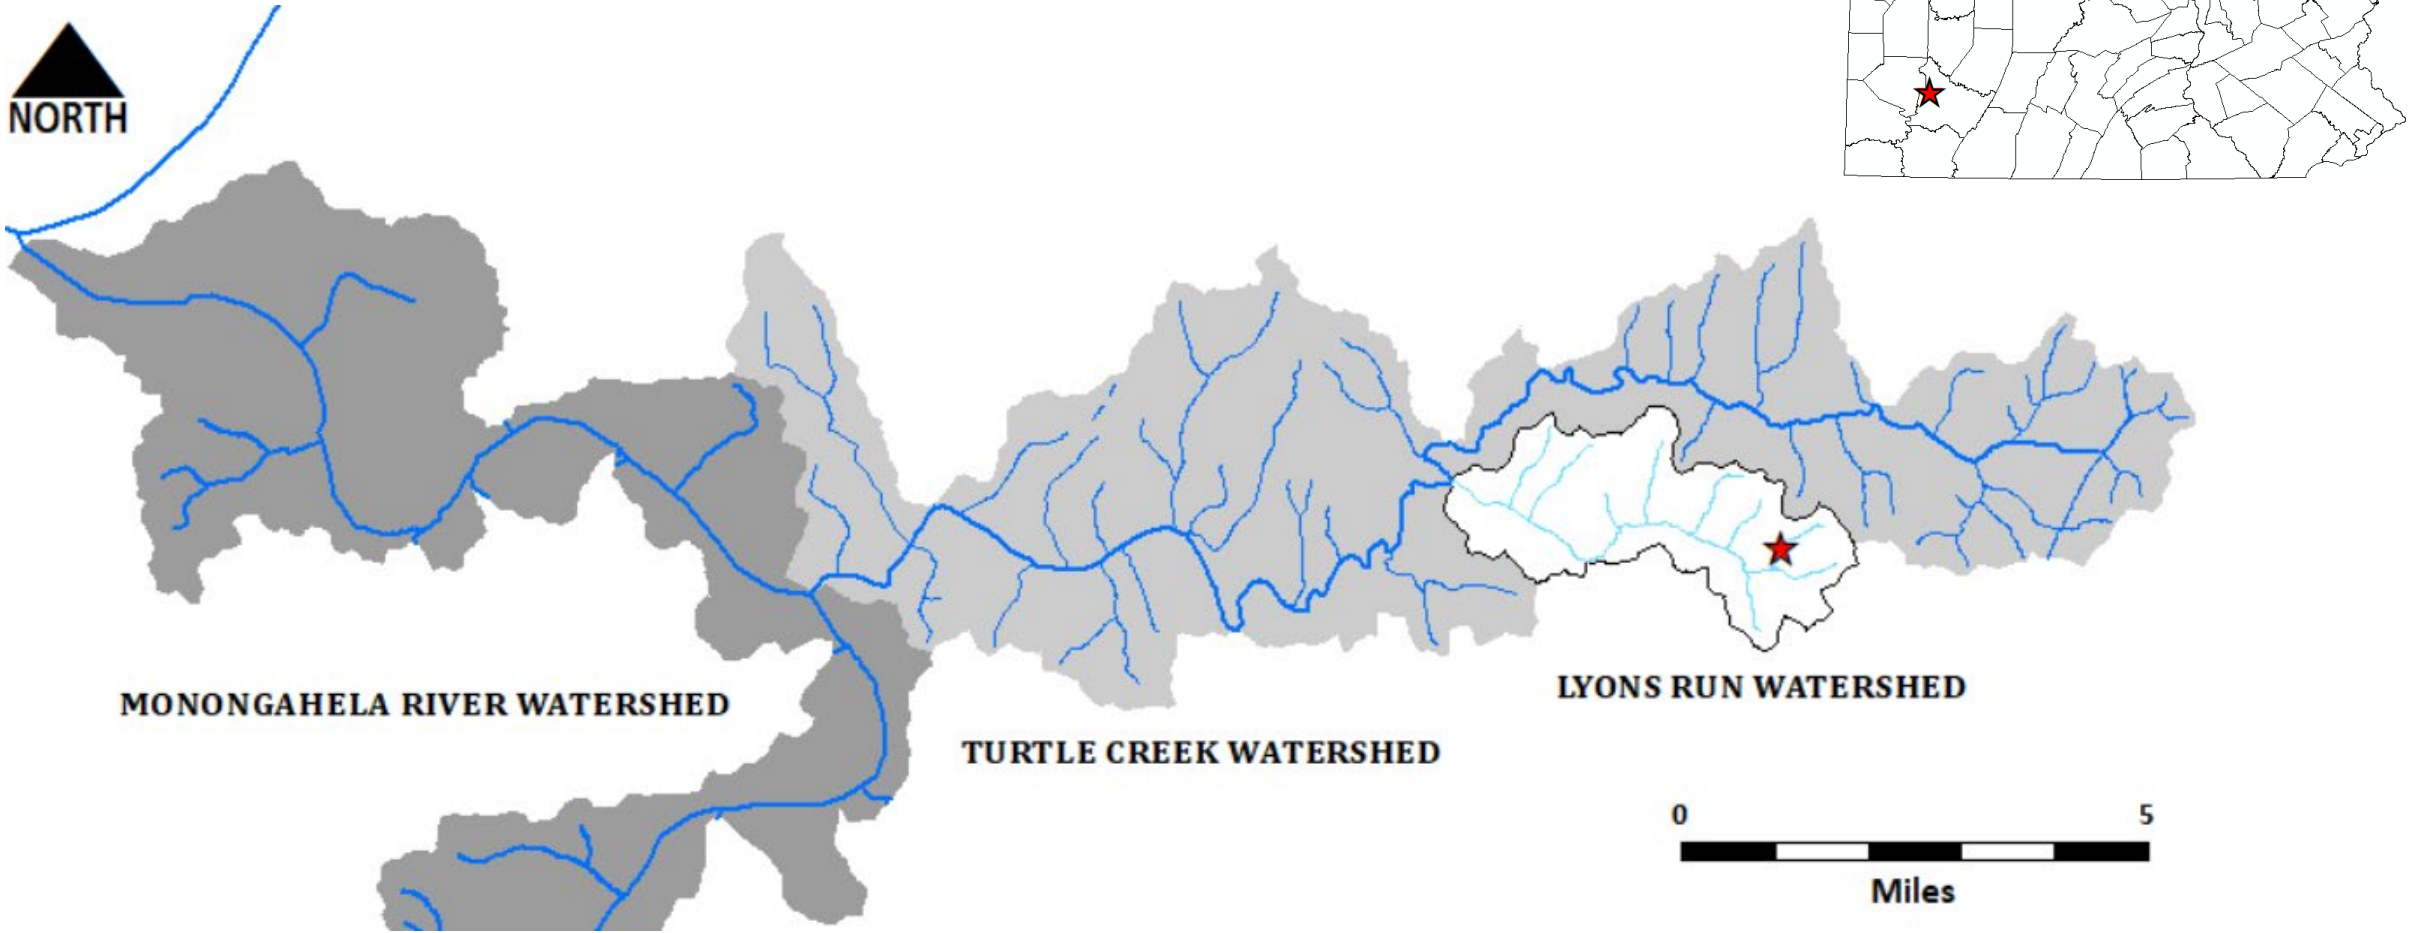 NORTH
MONONGAHELA RIVER WATERSHED
TURTLE CREEK WATERSHED
LYONS RUN WATERSHED
0 5
Miles